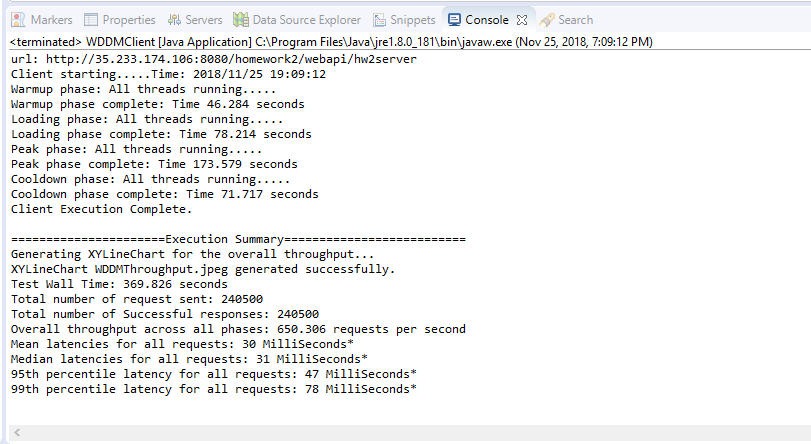 Markers Properties Servers Data Source Explorer Snippets Console Search
<terminated> WDDMClient [Java Application] C:\Program Files\Java\jre1.8.0_181\bin\javaw.exe (Nov 25, 2018, 7:09:12 PM)
url: http://35.233.174.106:8080/homework2/webapi/hw2server
Client starting.....Time: 2018/11/25 19:09:12
Warmup phase: All threads running.....
Warmup phase complete: Time 46.284 seconds
Loading phase: All threads running.....
Loading phase complete: Time 78.214 seconds
Peak phase: All threads running.....
Peak phase complete: Time 173.579 seconds
Cooldown phase: All threads running.....
Cooldown phase complete: Time 71.717 seconds
Client Execution Complete.
======================Execution Summary==========================
Generating XYLineChart for the overall throughput...
XYLineChart WDDMThroughput.jpeg generated successfully.
Test Wall Time: 369.826 seconds
Total number of request sent: 240500
Total number of Successful responses: 240500
Overall throughput across all phases: 650.306 requests per second
Mean latencies for all requests: 30 MilliSeconds*
Median latencies for all requests: 31 MilliSeconds*
95th percentile latency for all requests: 47 MilliSeconds*
99th percentile latency for all requests: 78 MilliSeconds*